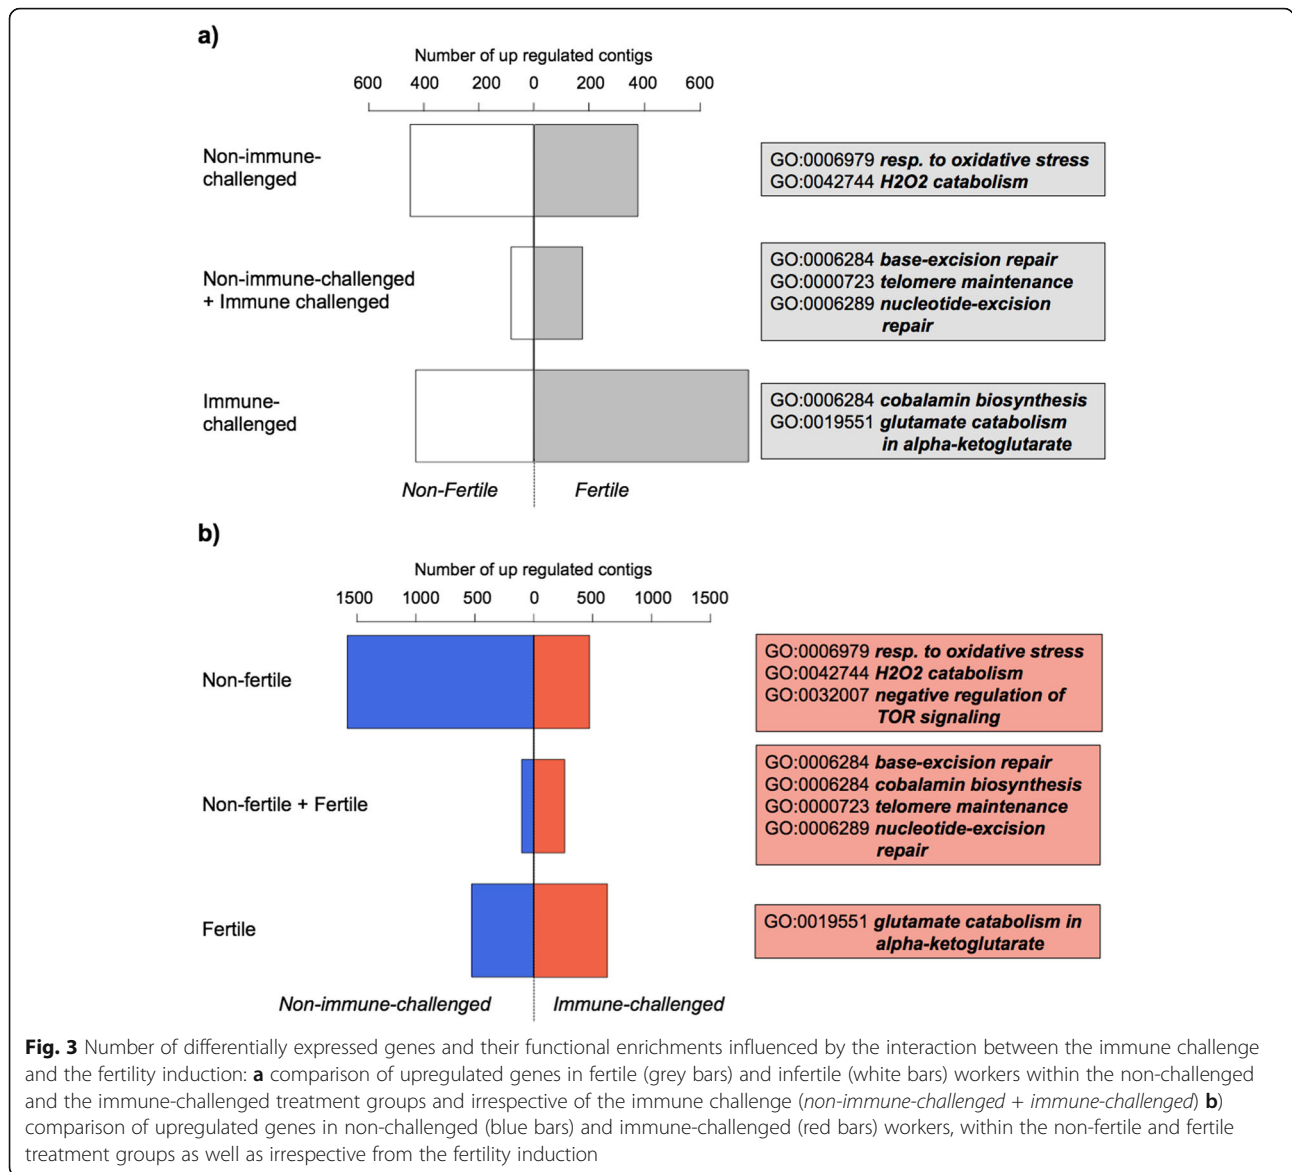 a)
Number of up regulated contigs
600 400 200 0 200 400 600
Non-immune-
challenged
GO:0006979 resp. to oxidative stress
GO:0042744 H2O2 catabolism
Non-immune-challenged
+ Immune challenged
GO:0006284 base-excision repair
GO:0000723 telomere maintenance
GO:0006289 nucleotide-excision
repair
Immune-
challenged
GO:0006284 cobalamin biosynthesis
GO:0019551 glutamate catabolism
in alpha-ketoglutarate
Non-Fertile Fertile
b)
Number of up regulated contigs
1500 1000 500 0 500 1000 1500
Non-fertile
GO:0006979 resp. to oxidative stress
GO:0042744 H2O2 catabolism
GO:0032007 negative regulation of
TOR signaling
Non-fertile + Fertile
GO:0006284 base-excision repair
GO:0006284 cobalamin biosynthesis
GO:0000723 telomere maintenance
GO:0006289 nucleotide-excision
repair
Fertile
GO:0019551 glutamate catabolism in
alpha-ketoglutarate
Non-immune-challenged Immune-challenged
Fig. 3 Number of differentially expressed genes and their functional enrichments influenced by the interaction between the immune challenge
and the fertility induction: a comparison of upregulated genes in fertile (grey bars) and infertile (white bars) workers within the non-challenged
and the immune-challenged treatment groups and irrespective of the immune challenge (non-immune-challenged + immune-challenged) b)
comparison of upregulated genes in non-challenged (blue bars) and immune-challenged (red bars) workers, within the non-fertile and fertile
treatment groups as well as irrespective from the fertility induction